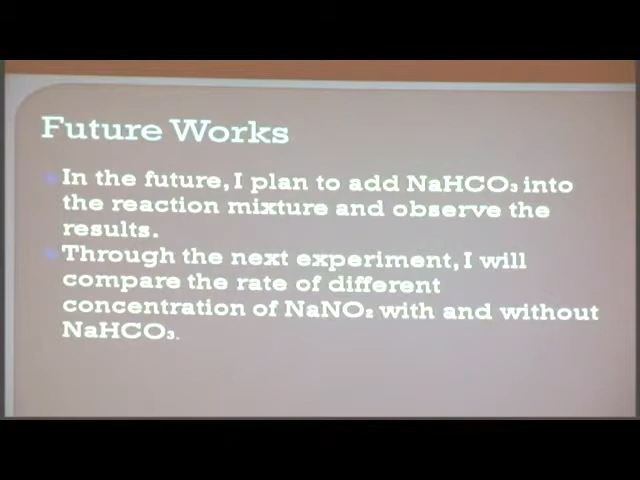 Future Works
In the future, I plan to add NaHCO₃ into
the reaction mixture and observe the
results.
Through the next experiment, I will
compare the rate of different
concentration of NaNO₂ with and without
NaHCO₃.